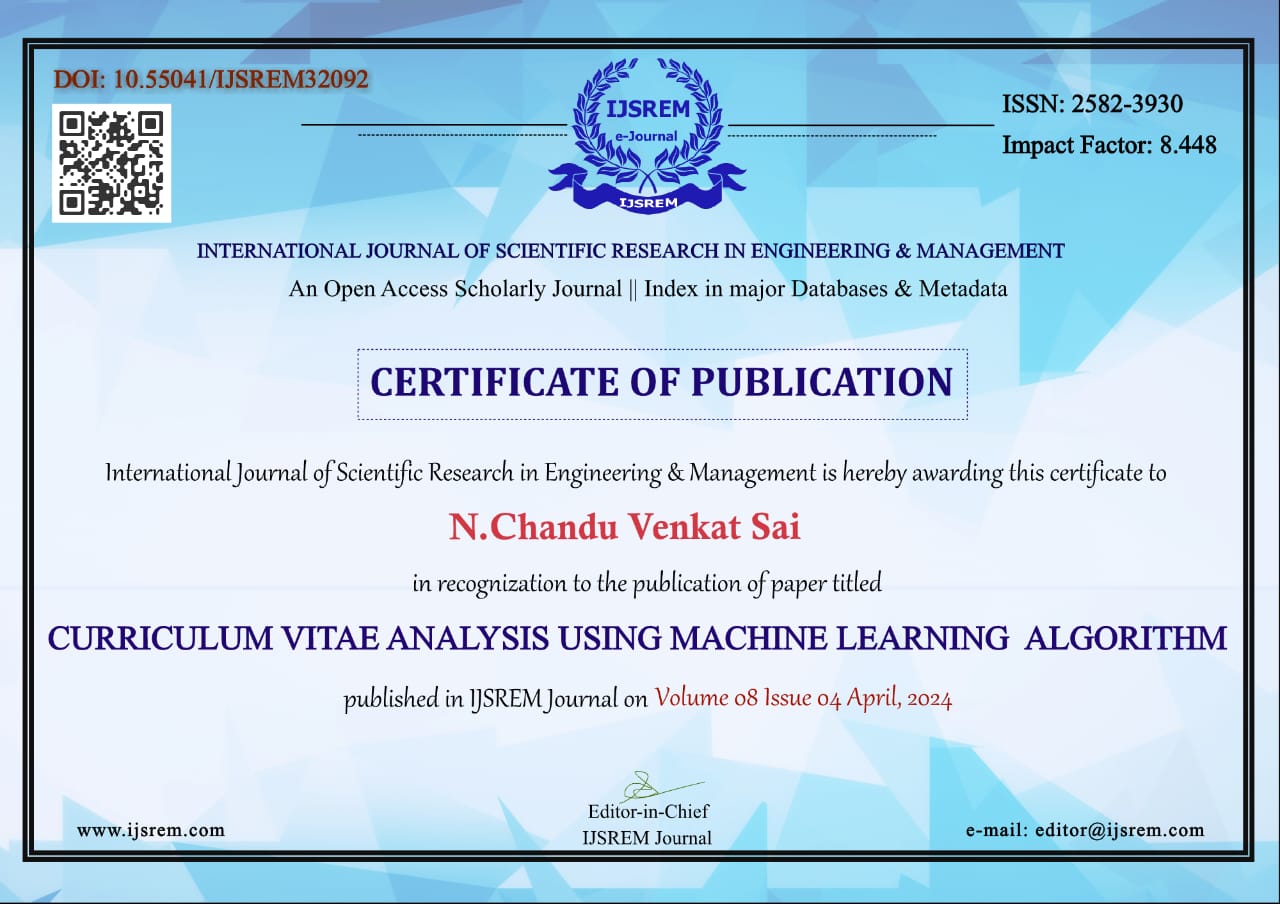 DOI: 10.55041/IJSREM32092
IJSREM
e-Journal
IJSREM
ISSN: 2582-3930
Impact Factor: 8.448
INTERNATIONAL JOURNAL OF SCIENTIFIC RESEARCH IN ENGINEERING & MANAGEMENT
An Open Access Scholarly Journal || Index in major Databases & Metadata
CERTIFICATE OF PUBLICATION
International Journal of Scientific Research in Engineering & Management is hereby awarding this certificate to
N.Chandu Venkat Sai
in recognization to the publication of paper titled
CURRICULUM VITAE ANALYSIS USING MACHINE LEARNING ALGORITHM
published in IJSREM Journal on Volume 08 Issue 04 April, 2024
Editor-in-Chief
IJSREM Journal
www.ijsrem.com
e-mail: editor@ijsrem.com